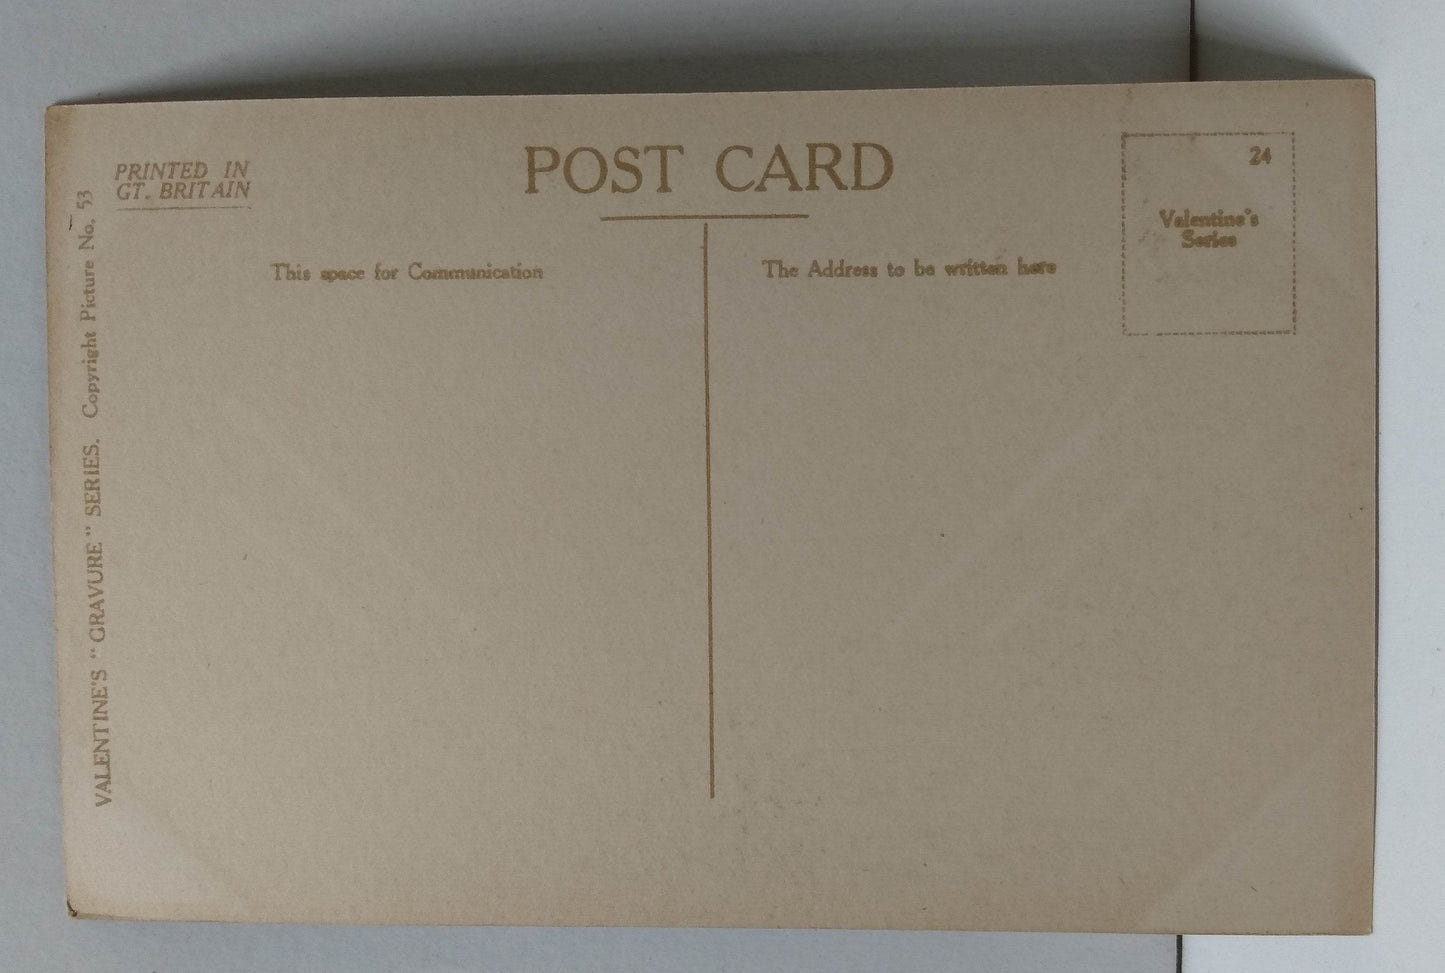 PRINTED IN
GT. BRITAIN
POST CARD
24
Valentine's
Series
This space for Communication
The Address to be written here
VALENTINE'S "GRAVURE" SERIES. Copyright Picture No. 53